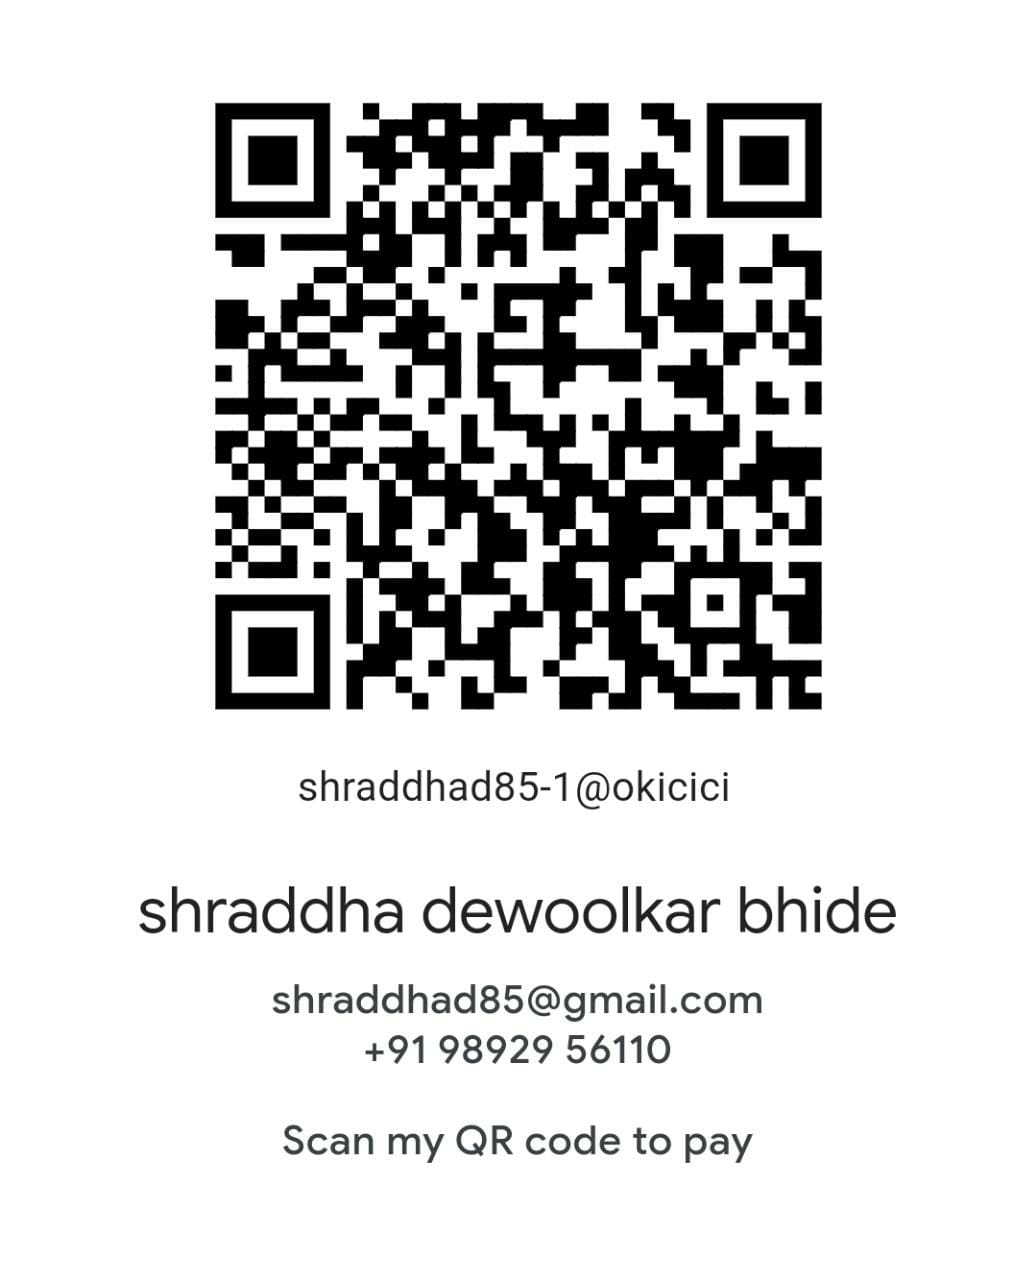 shraddhad85-1@okicici
shraddha dewoolkar bhide
shraddhad85@gmail.com
+91 98929 56110
Scan my QR code to pay